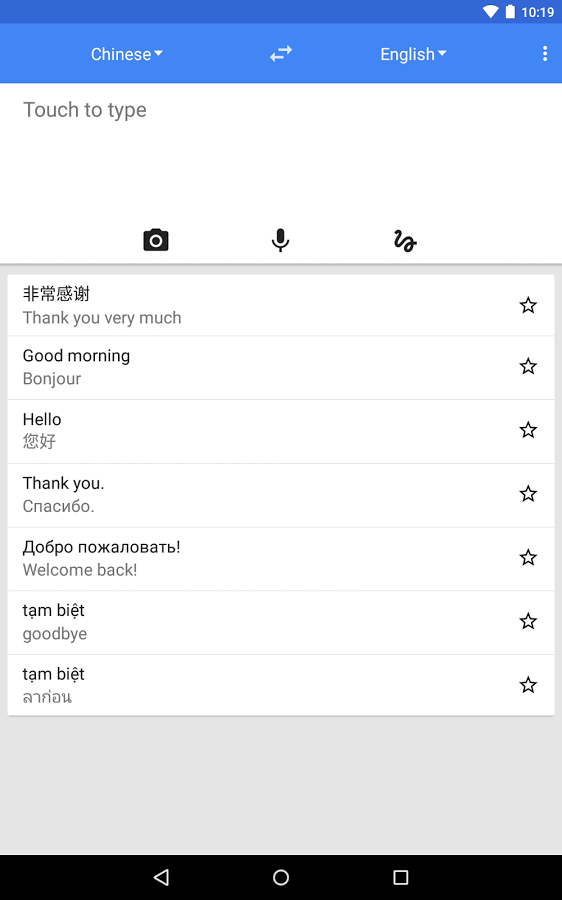 10:19
Chinese English
Touch to type
非常感谢
Thank you very much
Good morning
Bonjour
Hello
您好
Thank you.
Спасибо.
Добро пожаловать!
Welcome back!
tạm biệt
goodbye
tạm biệt
ลาก่อน